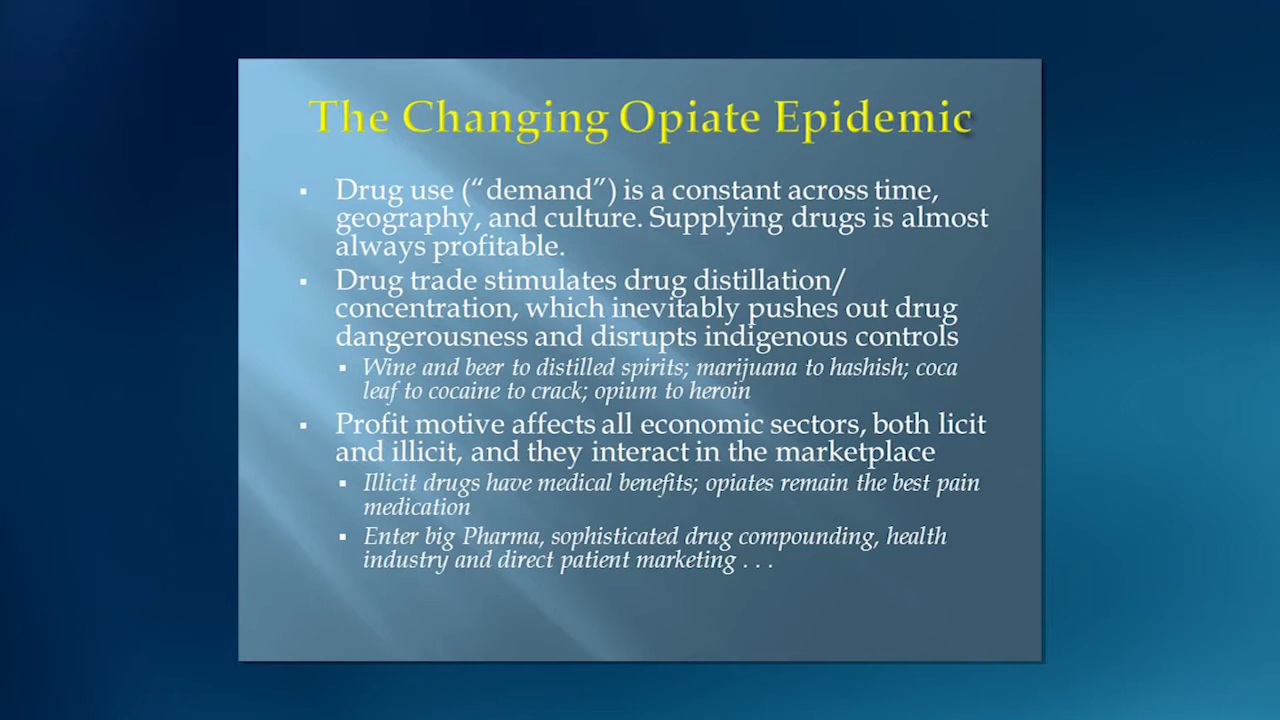 The Changing Opiate Epidemic
▪ Drug use (“demand”) is a constant across time,
geography, and culture. Supplying drugs is almost
always profitable.
▪ Drug trade stimulates drug distillation/
concentration, which inevitably pushes out drug
dangerousness and disrupts indigenous controls
▪ Wine and beer to distilled spirits; marijuana to hashish; coca
leaf to cocaine to crack; opium to heroin
▪ Profit motive affects all economic sectors, both licit
and illicit, and they interact in the marketplace
▪ Illicit drugs have medical benefits; opiates remain the best pain
medication
▪ Enter big Pharma, sophisticated drug compounding, health
industry and direct patient marketing . . .